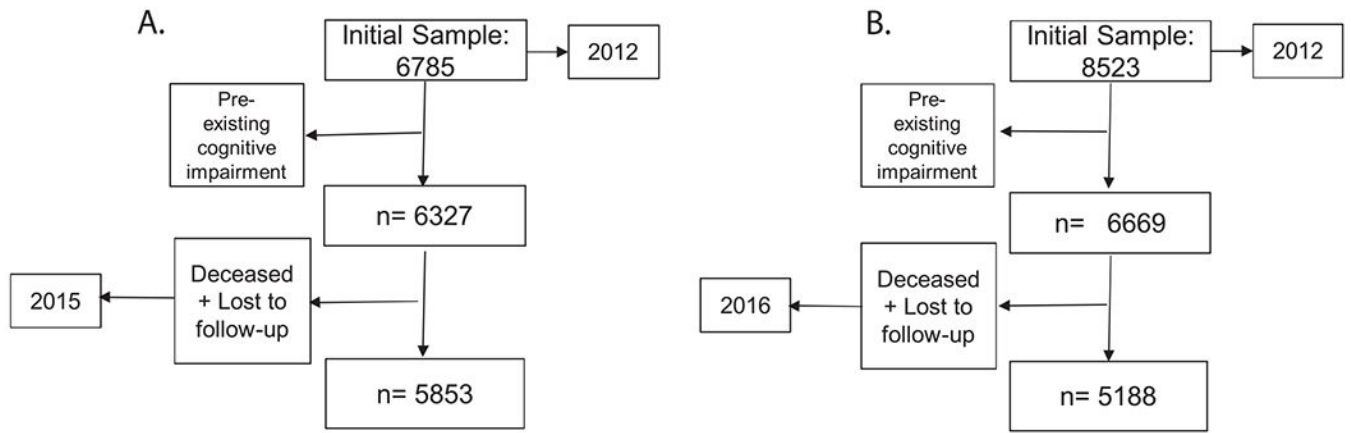 A.
Initial Sample:
6785
2012
Pre-
existing
cognitive
impairment
n= 6327
Deceased
+ Lost to
follow-up
2015
n= 5853
B.
Initial Sample:
8523
2012
Pre-
existing
cognitive
impairment
n= 6669
Deceased
+ Lost to
follow-up
2016
n= 5188